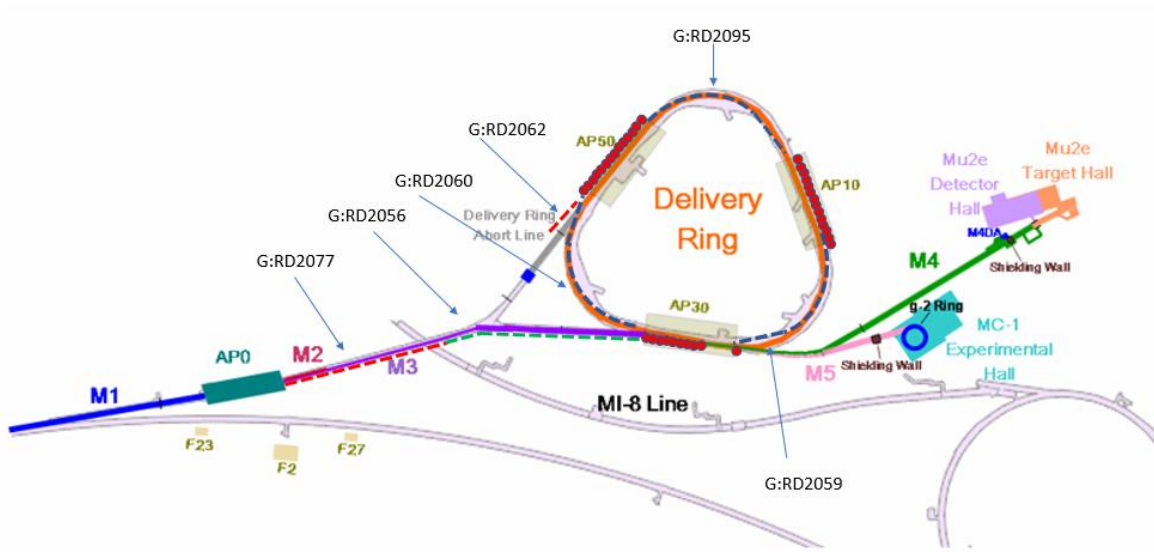 G:RD2095
G:RD2062
AP50
G:RD2060
G:RD2056
Delivery Ring
Abort Line
Delivery
Ring
AP10
Mu2e
Detector
Hall
Mu2e
Target Hall
M4DA
Shielding Wall
M4
G:RD2077
AP30
g-2 Ring
MC-1
Experimental
Hall
AP0
M2
M3
M5
Shielding Wall
M1
MI-8 Line
F23
F2
F27
G:RD2059